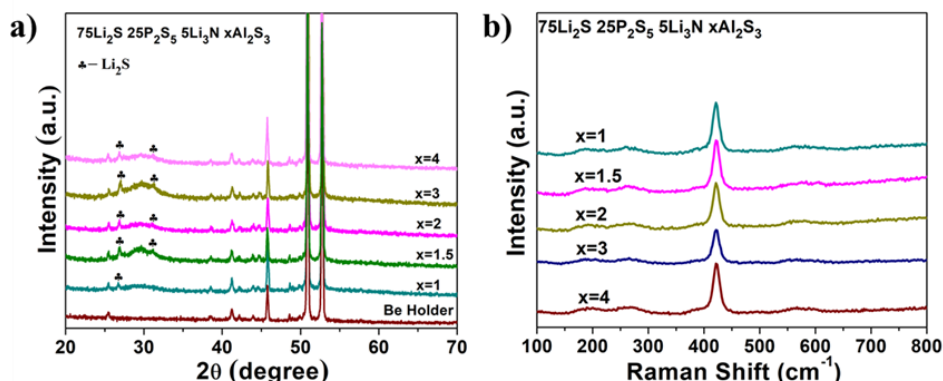 a)
75Li₂S 25P₂S₅ 5Li₃N xAl₂S₃
♣– Li₂S
♣ ♣
x=4
♣ ♣
x=3
♣ ♣
x=2
♣ ♣
x=1.5
♣
x=1
Be Holder
Intensity (a.u.)
20 30 40 50 60 70
2θ (degree)
b)
75Li₂S 25P₂S₅ 5Li₃N xAl₂S₃
x=1
x=1.5
x=2
x=3
x=4
Intensity (a.u.)
100 200 300 400 500 600 700 800
Raman Shift (cm⁻¹)